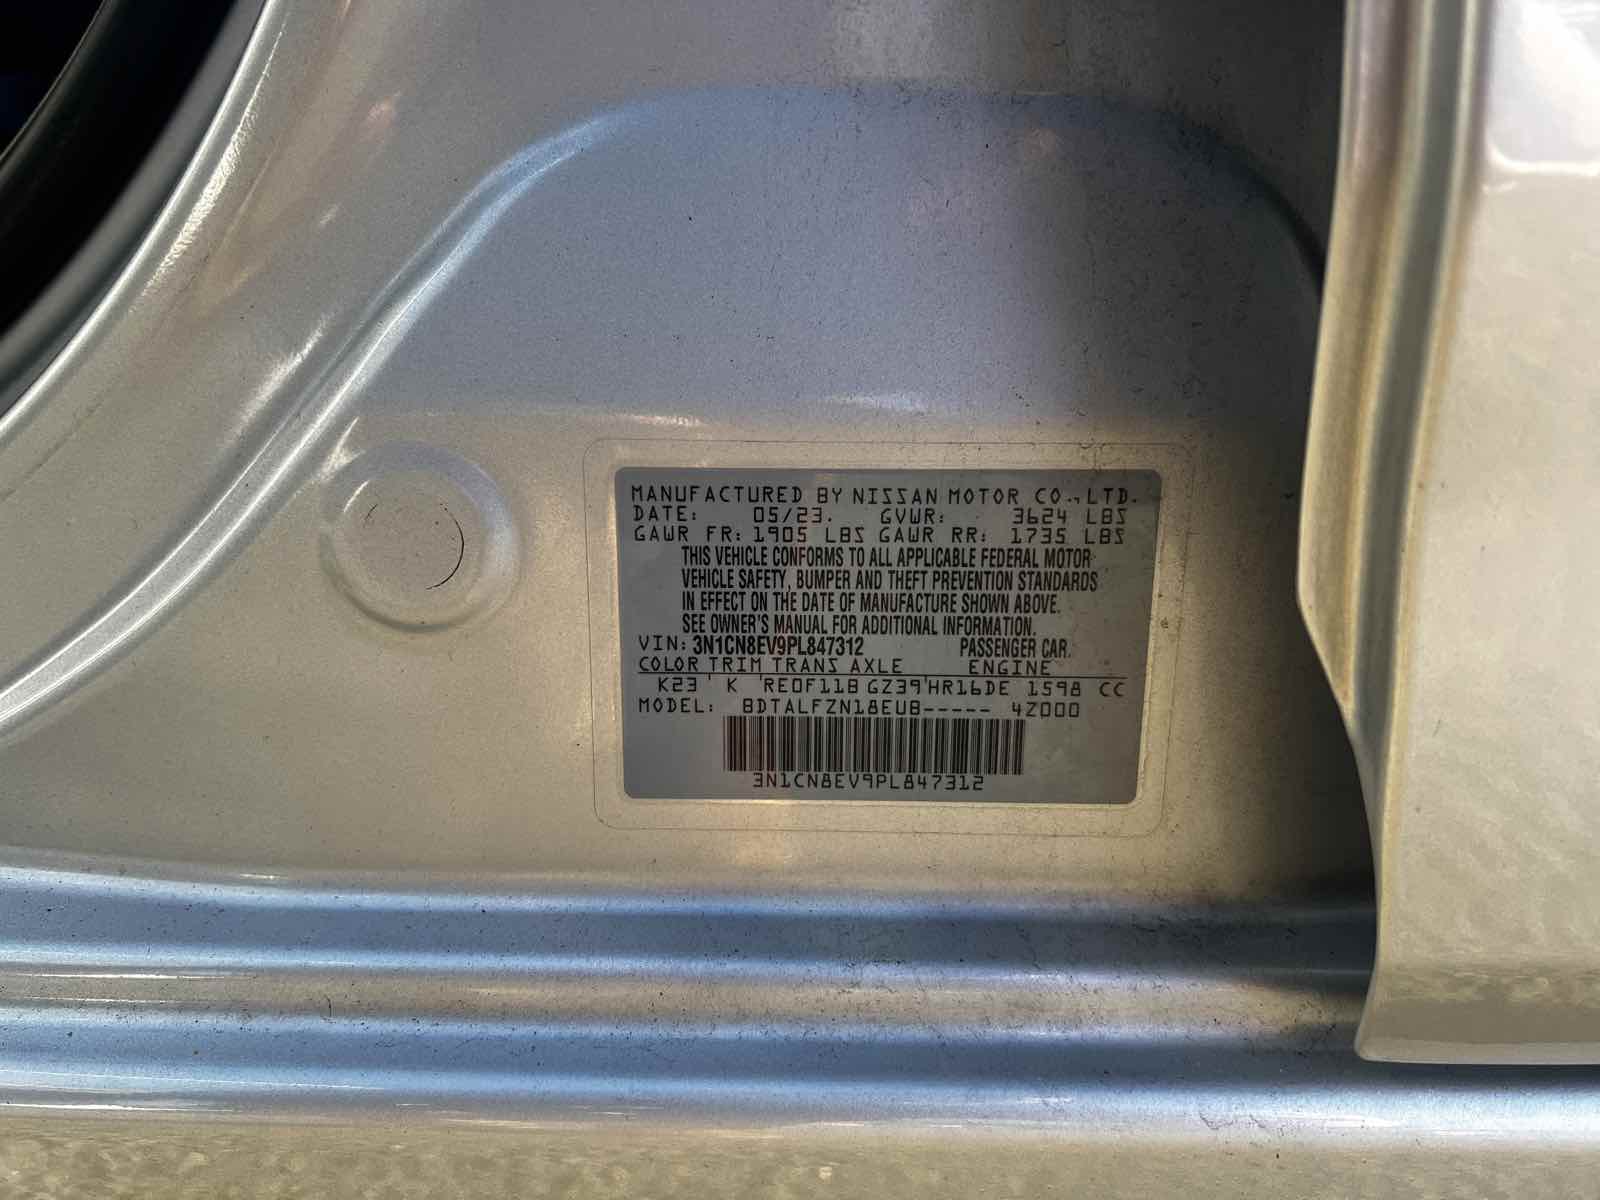 MANUFACTURED BY NISSAN MOTOR CO., LTD.
DATE: 05/23. GVWR: 3624 LBS
GAWR FR: 1905 LBS GAWR RR: 1735 LBS
THIS VEHICLE CONFORMS TO ALL APPLICABLE FEDERAL MOTOR
VEHICLE SAFETY, BUMPER AND THEFT PREVENTION STANDARDS
IN EFFECT ON THE DATE OF MANUFACTURE SHOWN ABOVE.
SEE OWNER'S MANUAL FOR ADDITIONAL INFORMATION.
VIN: 3N1CN8EV9PL847312 PASSENGER CAR.
COLOR TRIM TRANS AXLE ENGINE
K23 K RE0F11B GZ39 HR16DE 1598 CC
MODEL: BDTALFZN18EUB----- 4Z000
3N1CN8EV9PL847312